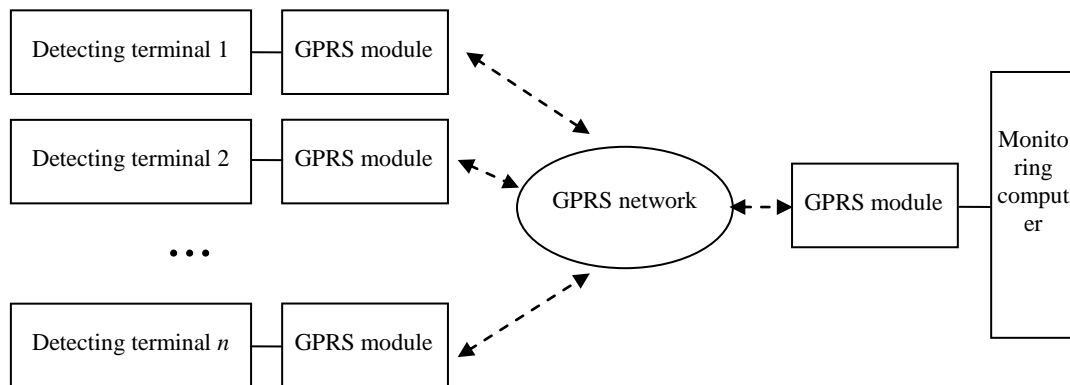 Detecting terminal 1
GPRS module
Detecting terminal 2
GPRS module
...
Detecting terminal n
GPRS module
GPRS network
GPRS module
Monito
ring
comput
er